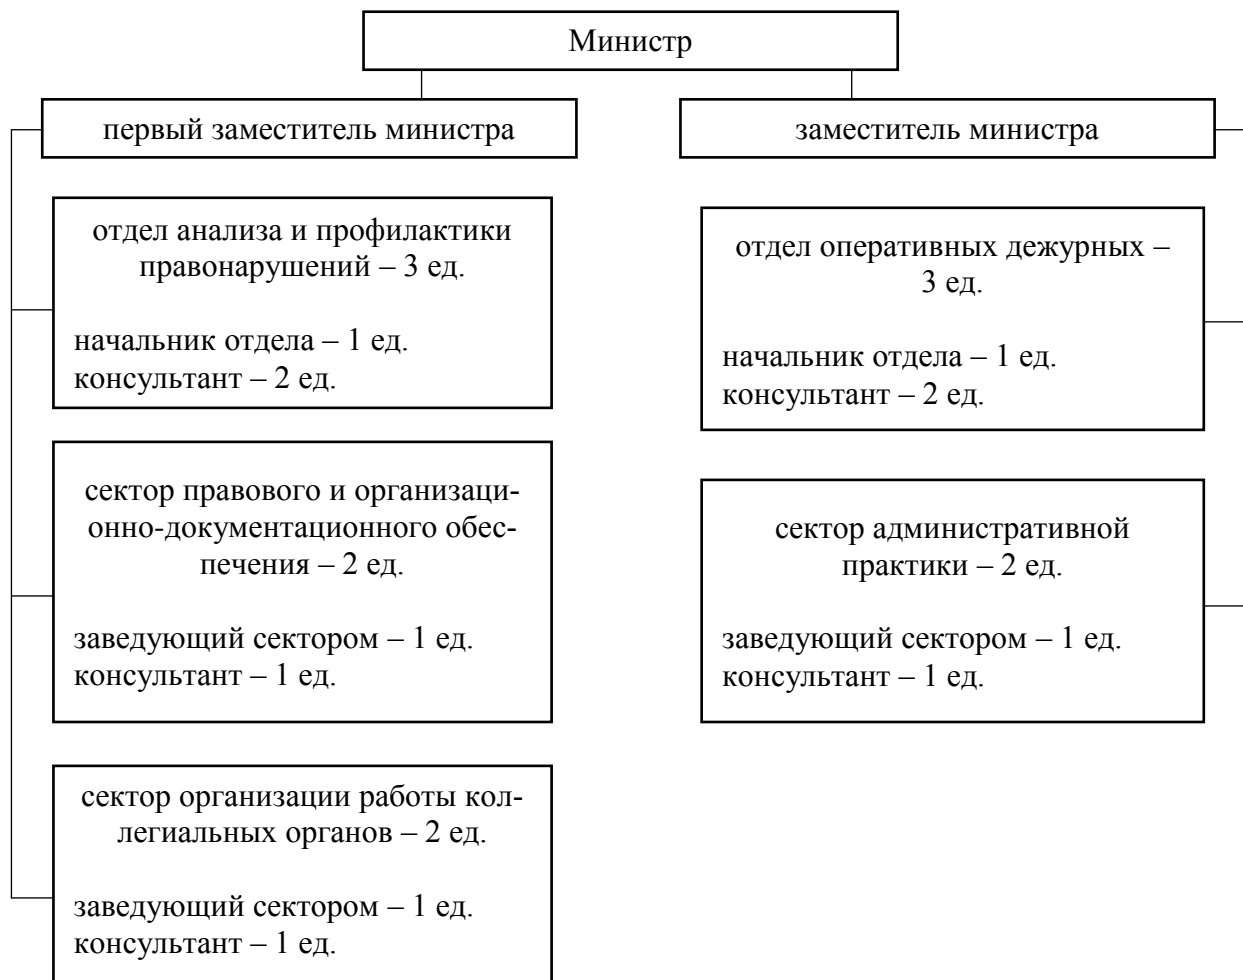 Министр
первый заместитель министра
заместитель министра
отдел анализа и профилактики
правонарушений – 3 ед.
начальник отдела – 1 ед.
консультант – 2 ед.
отдел оперативных дежурных –
3 ед.
начальник отдела – 1 ед.
консультант – 2 ед.
сектор правового и организаци-
онно-документационного обес-
печения – 2 ед.
заведующий сектором – 1 ед.
консультант – 1 ед.
сектор административной
практики – 2 ед.
заведующий сектором – 1 ед.
консультант – 1 ед.
сектор организации работы кол-
легиальных органов – 2 ед.
заведующий сектором – 1 ед.
консультант – 1 ед.